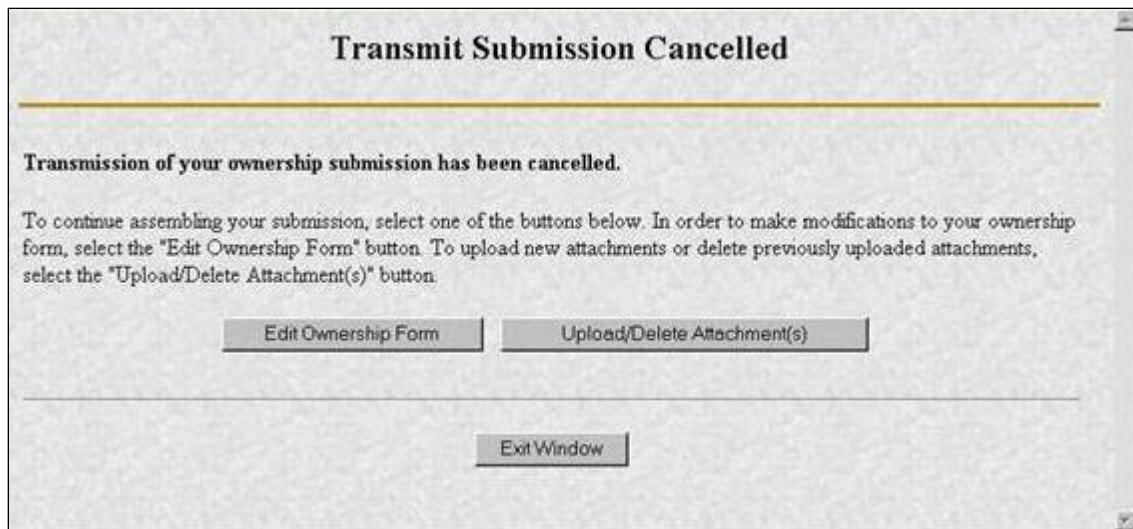 Transmit Submission Cancelled
Transmission of your ownership submission has been cancelled.
To continue assembling your submission, select one of the buttons below. In order to make modifications to your ownership
form, select the "Edit Ownership Form" button. To upload new attachments or delete previously uploaded attachments,
select the "Upload/Delete Attachment(s)" button.
Edit Ownership Form Upload/Delete Attachment(s)
Exit Window